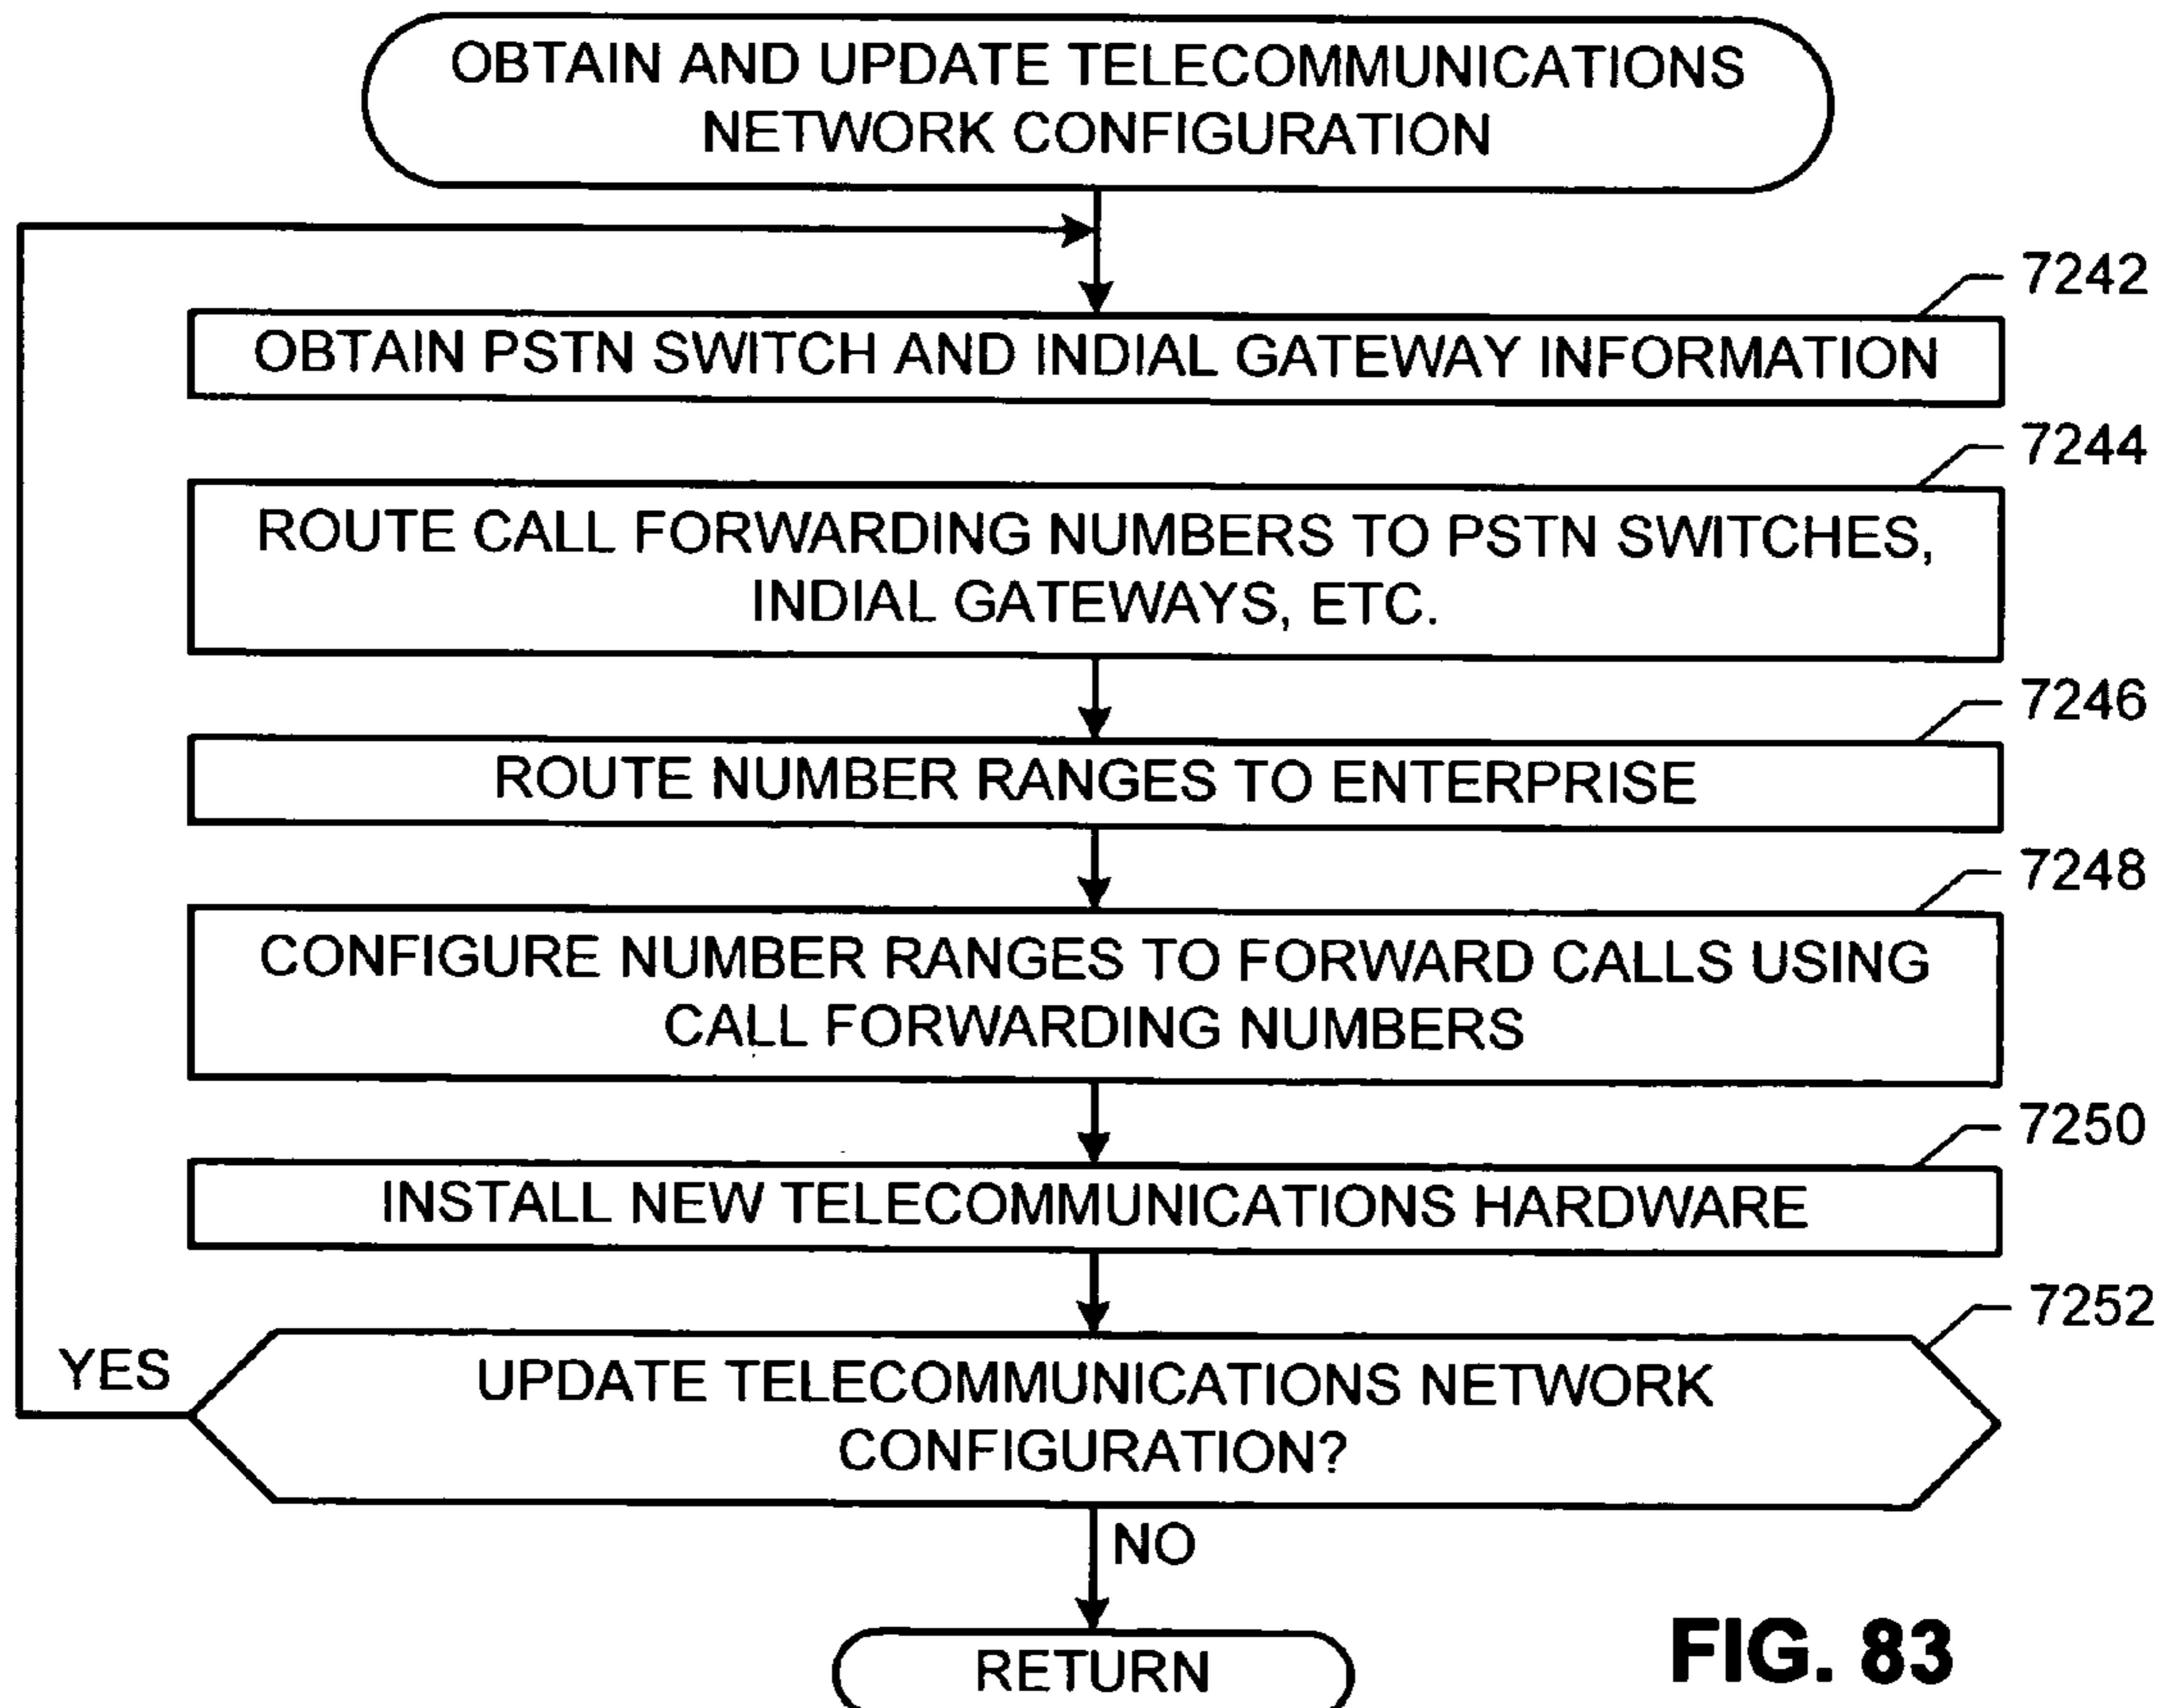 OBTAIN AND UPDATE TELECOMMUNICATIONS
NETWORK CONFIGURATION
7242
OBTAIN PSTN SWITCH AND INDIAL GATEWAY INFORMATION
7244
ROUTE CALL FORWARDING NUMBERS TO PSTN SWITCHES,
INDIAL GATEWAYS, ETC.
7246
ROUTE NUMBER RANGES TO ENTERPRISE
7248
CONFIGURE NUMBER RANGES TO FORWARD CALLS USING
CALL FORWARDING NUMBERS
7250
INSTALL NEW TELECOMMUNICATIONS HARDWARE
7252
YES
UPDATE TELECOMMUNICATIONS NETWORK
CONFIGURATION?
NO
RETURN
FIG. 83